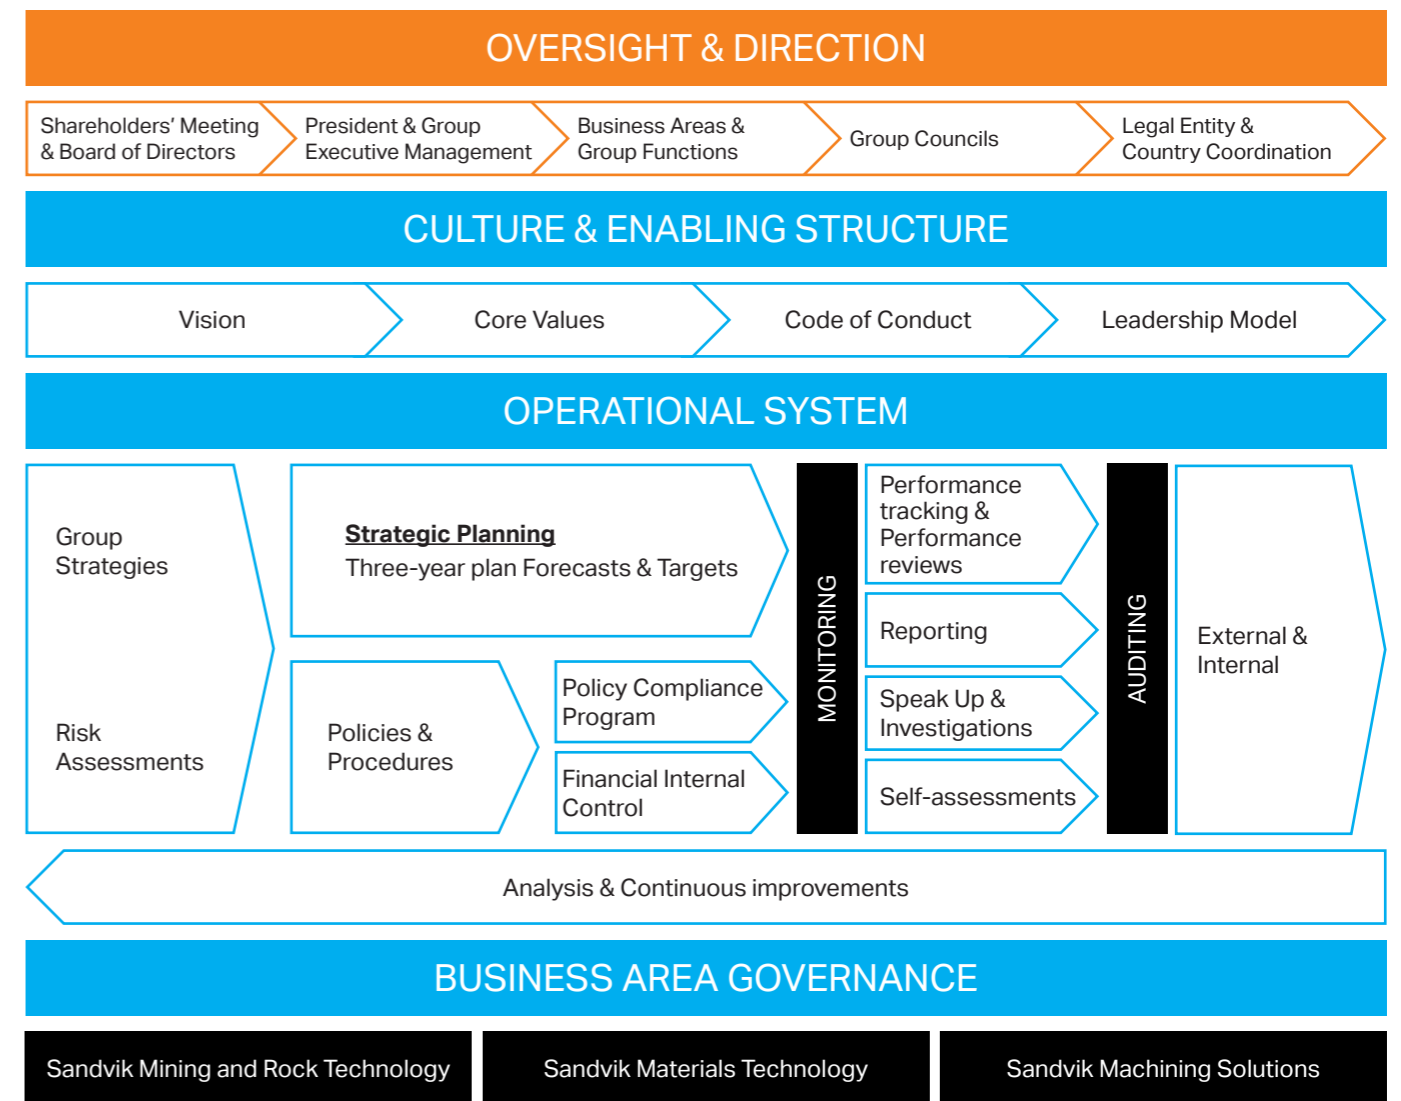 OVERSIGHT & DIRECTION
Shareholders’ Meeting
& Board of Directors
President & Group
Executive Management
Business Areas &
Group Functions
Group Councils
Legal Entity &
Country Coordination
CULTURE & ENABLING STRUCTURE
Vision
Core Values
Code of Conduct
Leadership Model
OPERATIONAL SYSTEM
Group
Strategies
Risk
Assessments
Strategic Planning
Three-year plan Forecasts & Targets
Policies &
Procedures
Policy Compliance
Program
Financial Internal
Control
MONITORING
Performance
tracking &
Performance
reviews
Reporting
Speak Up &
Investigations
Self-assessments
AUDITING
External &
Internal
Analysis & Continuous improvements
BUSINESS AREA GOVERNANCE
Sandvik Mining and Rock Technology
Sandvik Materials Technology
Sandvik Machining Solutions